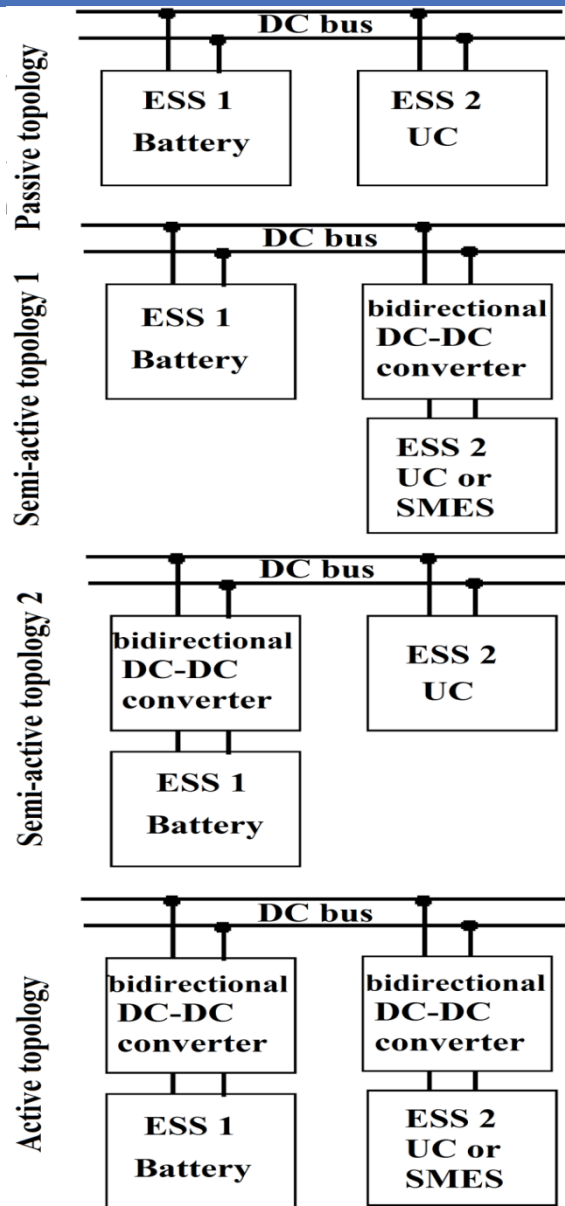 Passive topology
DC bus
ESS 1
Battery
ESS 2
UC
Semi-active topology 1
DC bus
ESS 1
Battery
bidirectional
DC-DC
converter
ESS 2
UC or
SMES
Semi-active topology 2
DC bus
bidirectional
DC-DC
converter
ESS 1
Battery
ESS 2
UC
Active topology
DC bus
bidirectional
DC-DC
converter
ESS 1
Battery
bidirectional
DC-DC
converter
ESS 2
UC or
SMES